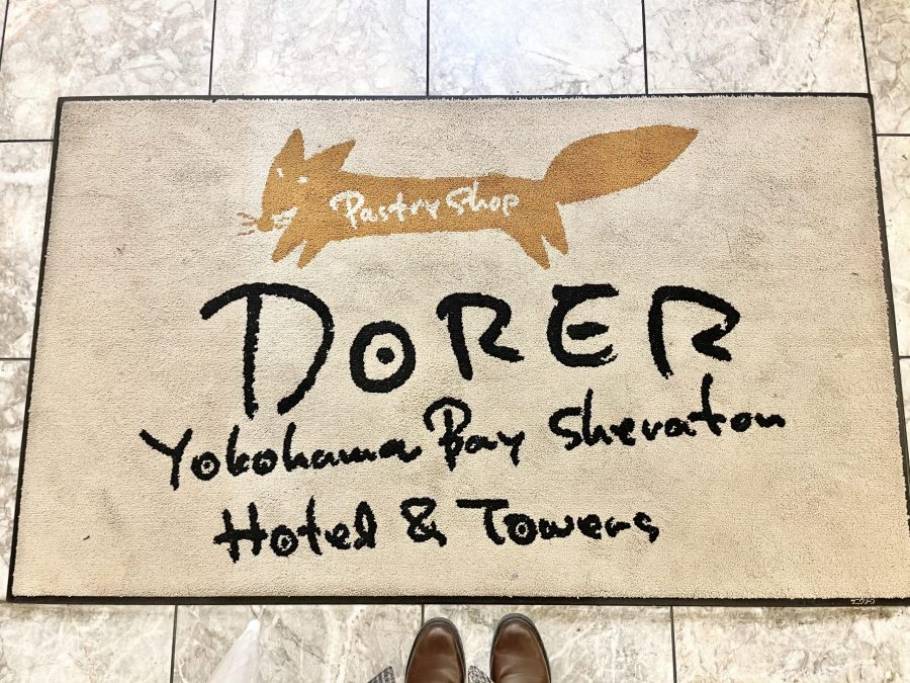 Pastry Shop
DORER
Yokohama Bay Sheraton
Hotel & Towers